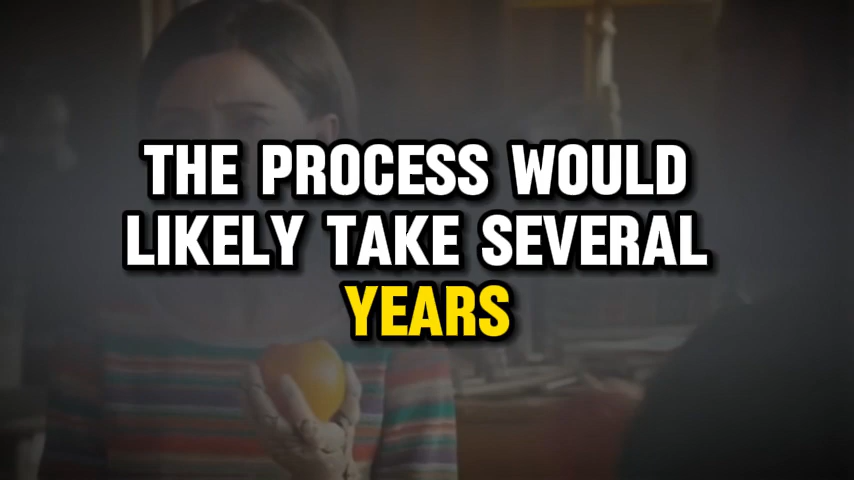 THE PROCESS WOULD
LIKELY TAKE SEVERAL
YEARS